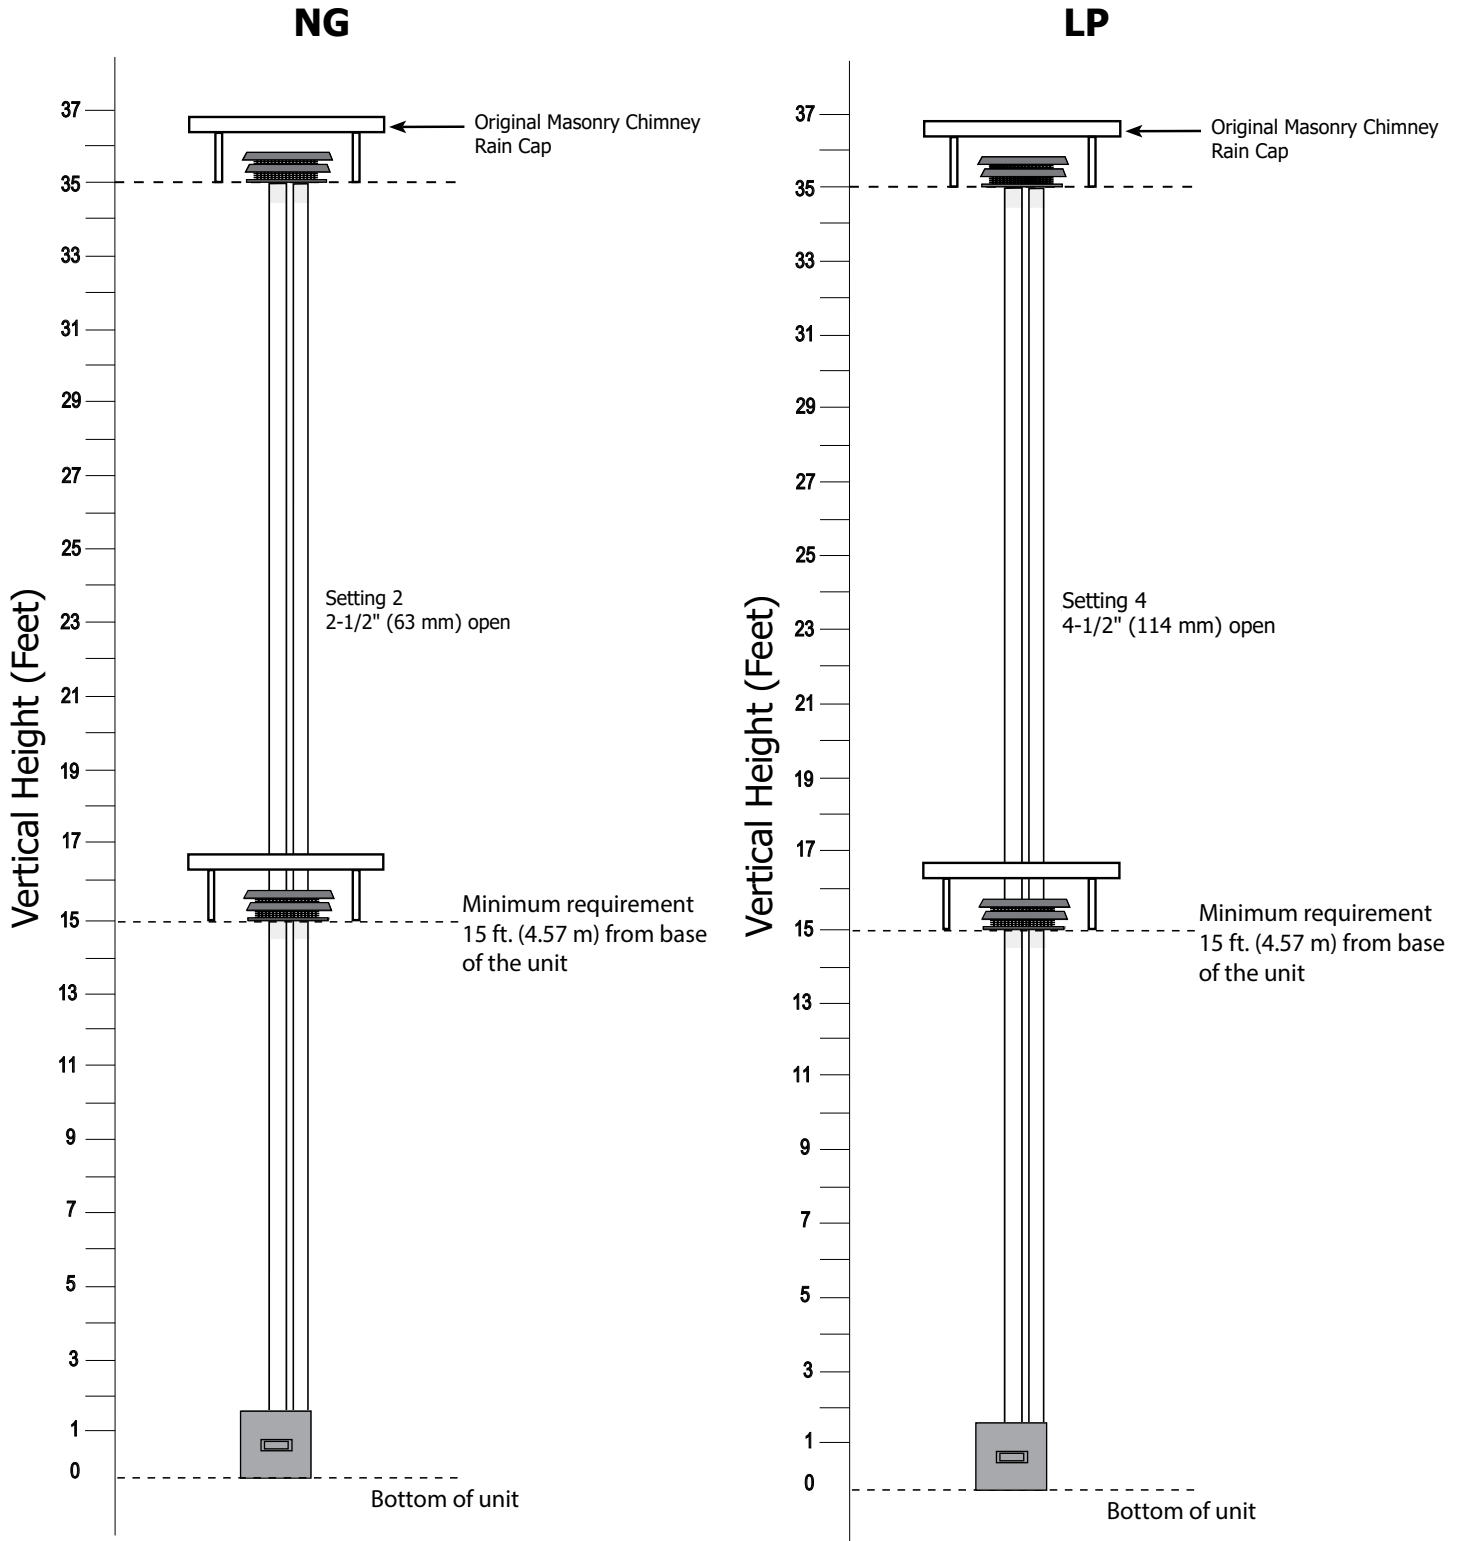 NG
37
35
33
31
29
27
25
23
21
19
17
15
13
11
9
7
5
3
1
0
Vertical Height (Feet)
Original Masonry Chimney
Rain Cap
Setting 2
2-1/2" (63 mm) open
Minimum requirement
15 ft. (4.57 m) from base
of the unit
Bottom of unit
LP
37
35
33
31
29
27
25
23
21
19
17
15
13
11
9
7
5
3
1
0
Vertical Height (Feet)
Original Masonry Chimney
Rain Cap
Setting 4
4-1/2" (114 mm) open
Minimum requirement
15 ft. (4.57 m) from base
of the unit
Bottom of unit